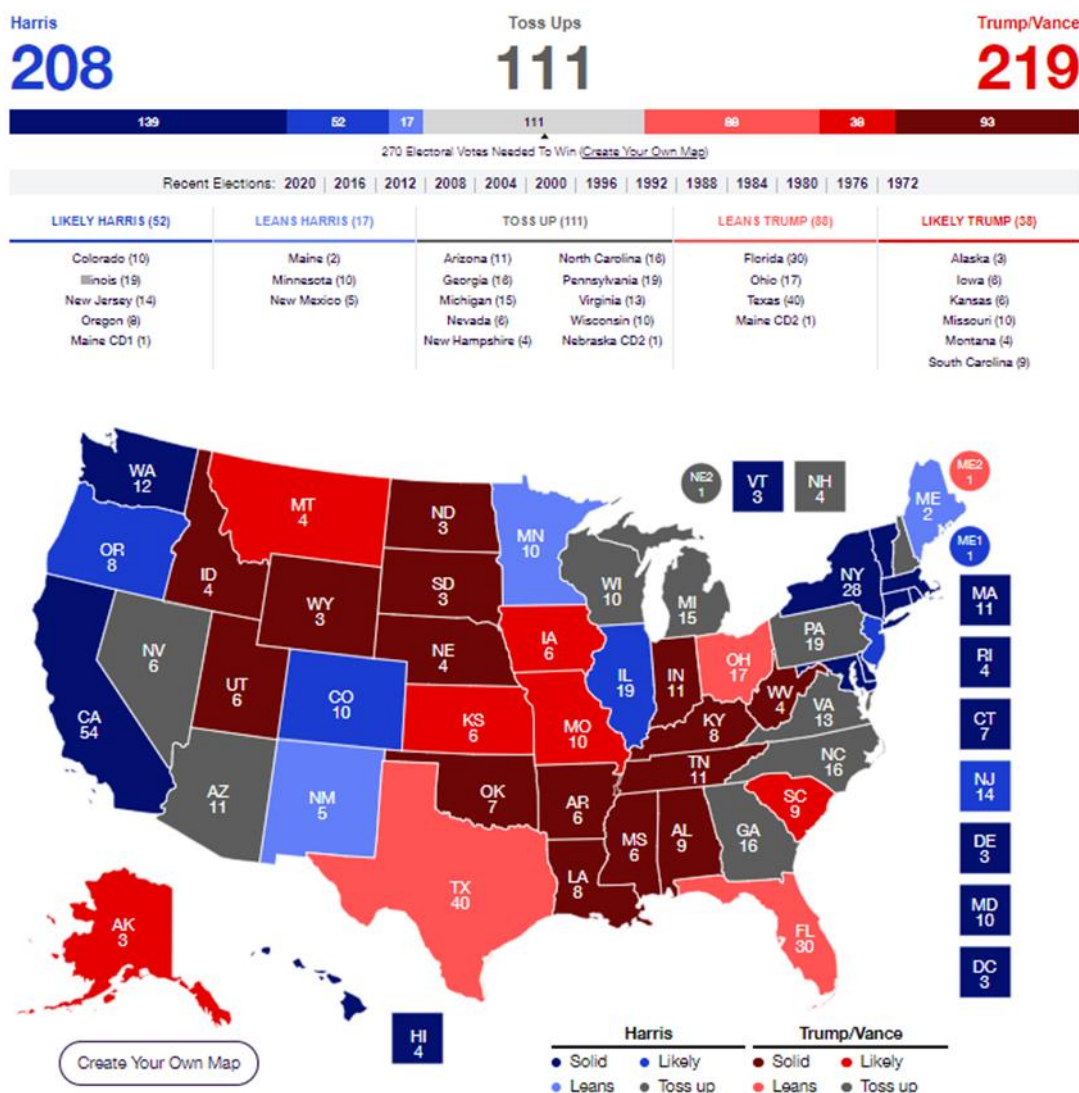 Harris Toss Ups Trump/Vance
208 111 219
139 52 17 111 88 38 93
270 Electoral Votes Needed To Win (Create Your Own Map)
Recent Elections: 2020 | 2016 | 2012 | 2008 | 2004 | 2000 | 1996 | 1992 | 1988 | 1984 | 1980 | 1976 | 1972
LIKELY HARRIS (52) LEANS HARRIS (17) TOSS UP (111) LEANS TRUMP (88) LIKELY TRUMP (38)
Colorado (10) Maine (2) Arizona (11) North Carolina (16) Florida (30) Alaska (3)
Illinois (19) Minnesota (10) Georgia (16) Pennsylvania (19) Ohio (17) Iowa (6)
New Jersey (14) New Mexico (5) Michigan (15) Virginia (13) Texas (40) Kansas (6)
Oregon (8) Nevada (6) Wisconsin (10) Maine CD2 (1) Missouri (10)
Maine CD1 (1) New Hampshire (4) Nebraska CD2 (1) Montana (4)
South Carolina (9)
WA
12
OR
8
CA
54
NV
6
ID
4
MT
4
WY
3
UT
6
AZ
11
CO
10
NM
5
ND
3
SD
3
NE
4
KS
6
OK
7
TX
40
MN
10
IA
6
MO
10
AR
6
LA
8
WI
10
IL
19
MI
15
IN
11
OH
17
KY
8
TN
11
MS
6
AL
9
GA
16
FL
30
SC
9
NC
16
VA
13
WV
4
PA
19
NY
28
ME
2
NE2
1
VT
3
NH
4
ME2
1
ME1
1
MA
11
RI
4
CT
7
NJ
14
DE
3
MD
10
DC
3
AK
3
HI
4
Create Your Own Map
Harris Trump/Vance
Solid Likely Solid Likely
Leans Toss up Leans Toss up